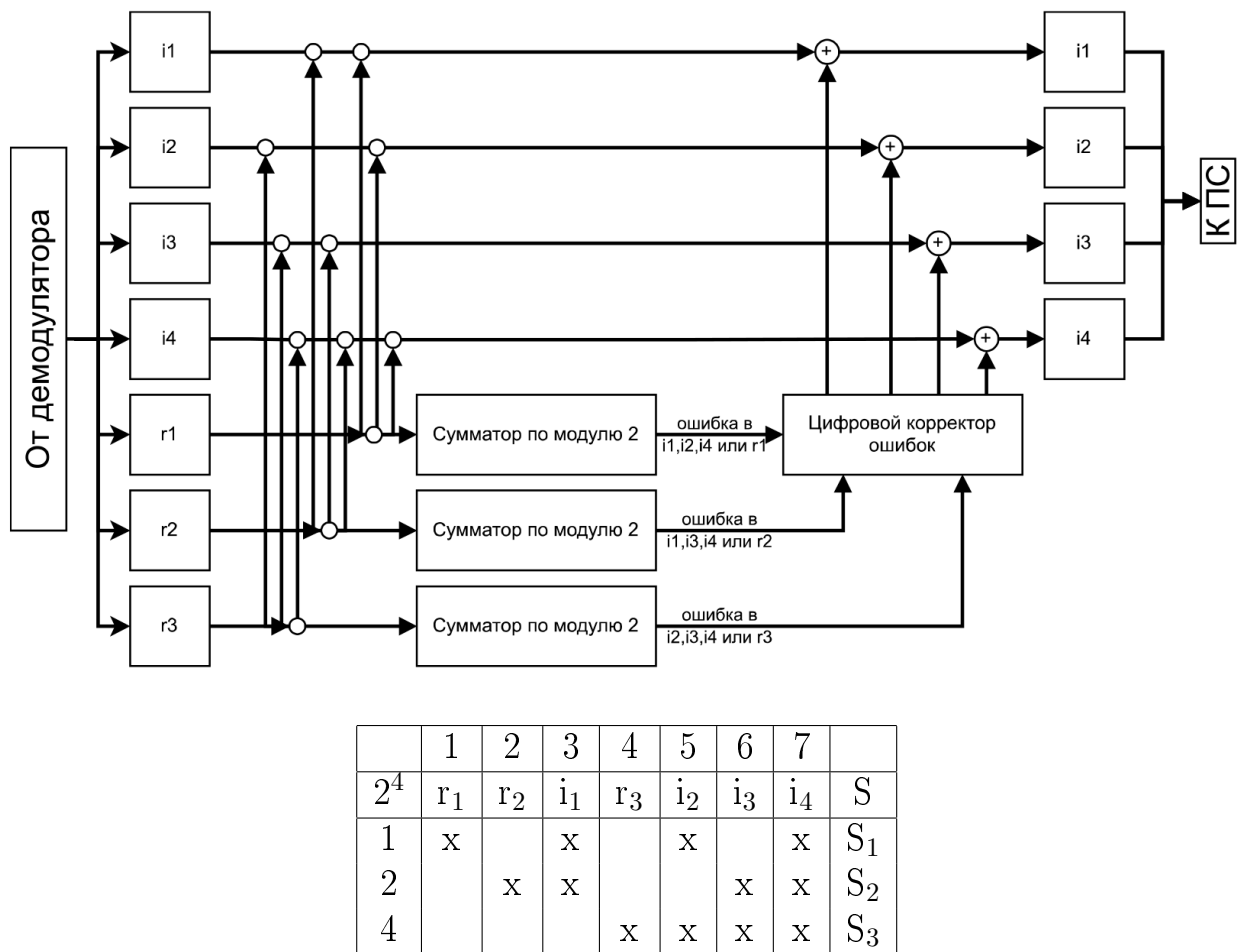 От демодулятора
i1
i2
i3
i4
r1
r2
r3
+
+
+
+
Сумматор по модулю 2
Сумматор по модулю 2
Сумматор по модулю 2
ошибка в
i1,i2,i4 или r1
ошибка в
i1,i3,i4 или r2
ошибка в
i2,i3,i4 или r3
Цифровой корректор
ошибок
i1
i2
i3
i4
К ПС
1 2 3 4 5 6 7
2⁴ r₁ r₂ i₁ r₃ i₂ i₃ i₄ S
1 x x x x S₁
2 x x x x S₂
4 x x x x S₃